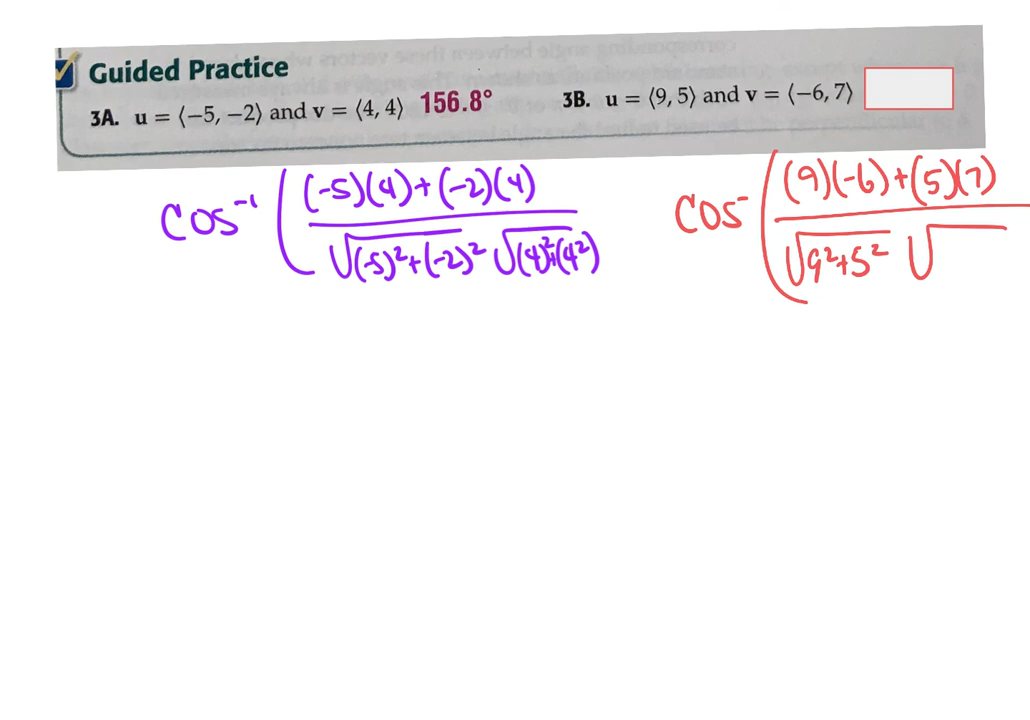 Guided Practice
3A. u = ⟨−5, −2⟩ and v = ⟨4, 4⟩ 156.8° 3B. u = ⟨9, 5⟩ and v = ⟨−6, 7⟩
cos⁻¹ ( (-5)(4)+(-2)(4)
√(-5)²+(-2)² √(4)²+(4²)
cos⁻ ( (9)(-6)+(5)(7)
√9²+5² √